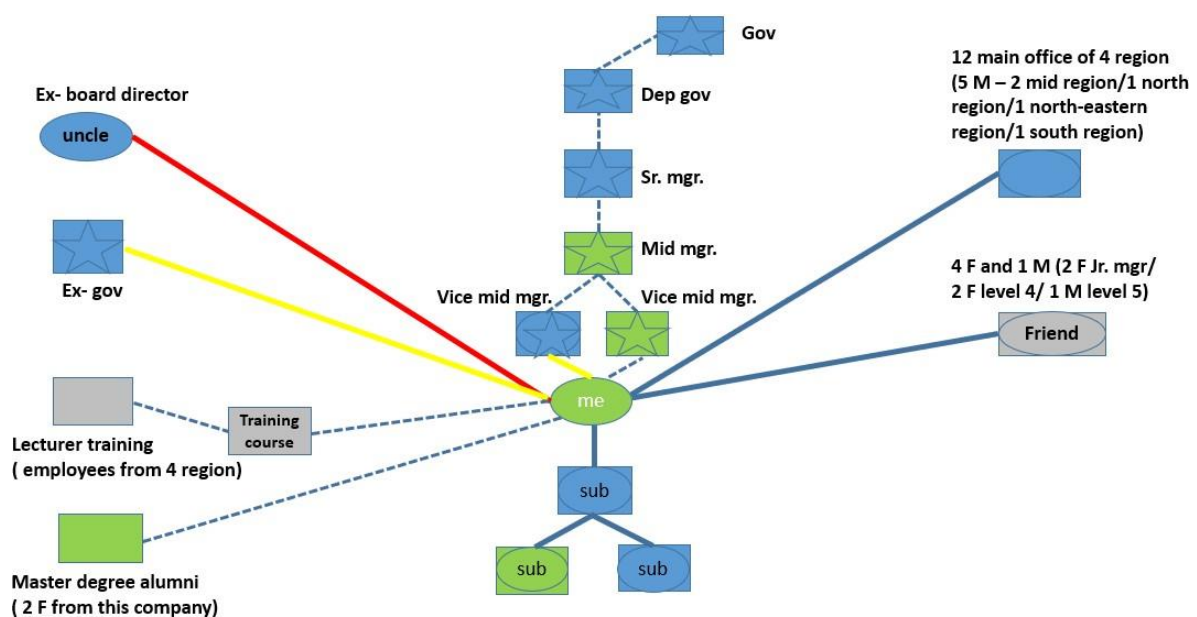 Gov
12 main office of 4 region
(5 M – 2 mid region/1 north
region/1 north-eastern
region/1 south region)
Ex- board director
uncle
Dep gov
Sr. mgr.
Mid mgr.
Ex- gov
Vice mid mgr.
Vice mid mgr.
4 F and 1 M (2 F Jr. mgr/
2 F level 4/ 1 M level 5)
Friend
me
Training
course
Lecturer training
( employees from 4 region)
sub
sub
sub
Master degree alumni
( 2 F from this company)